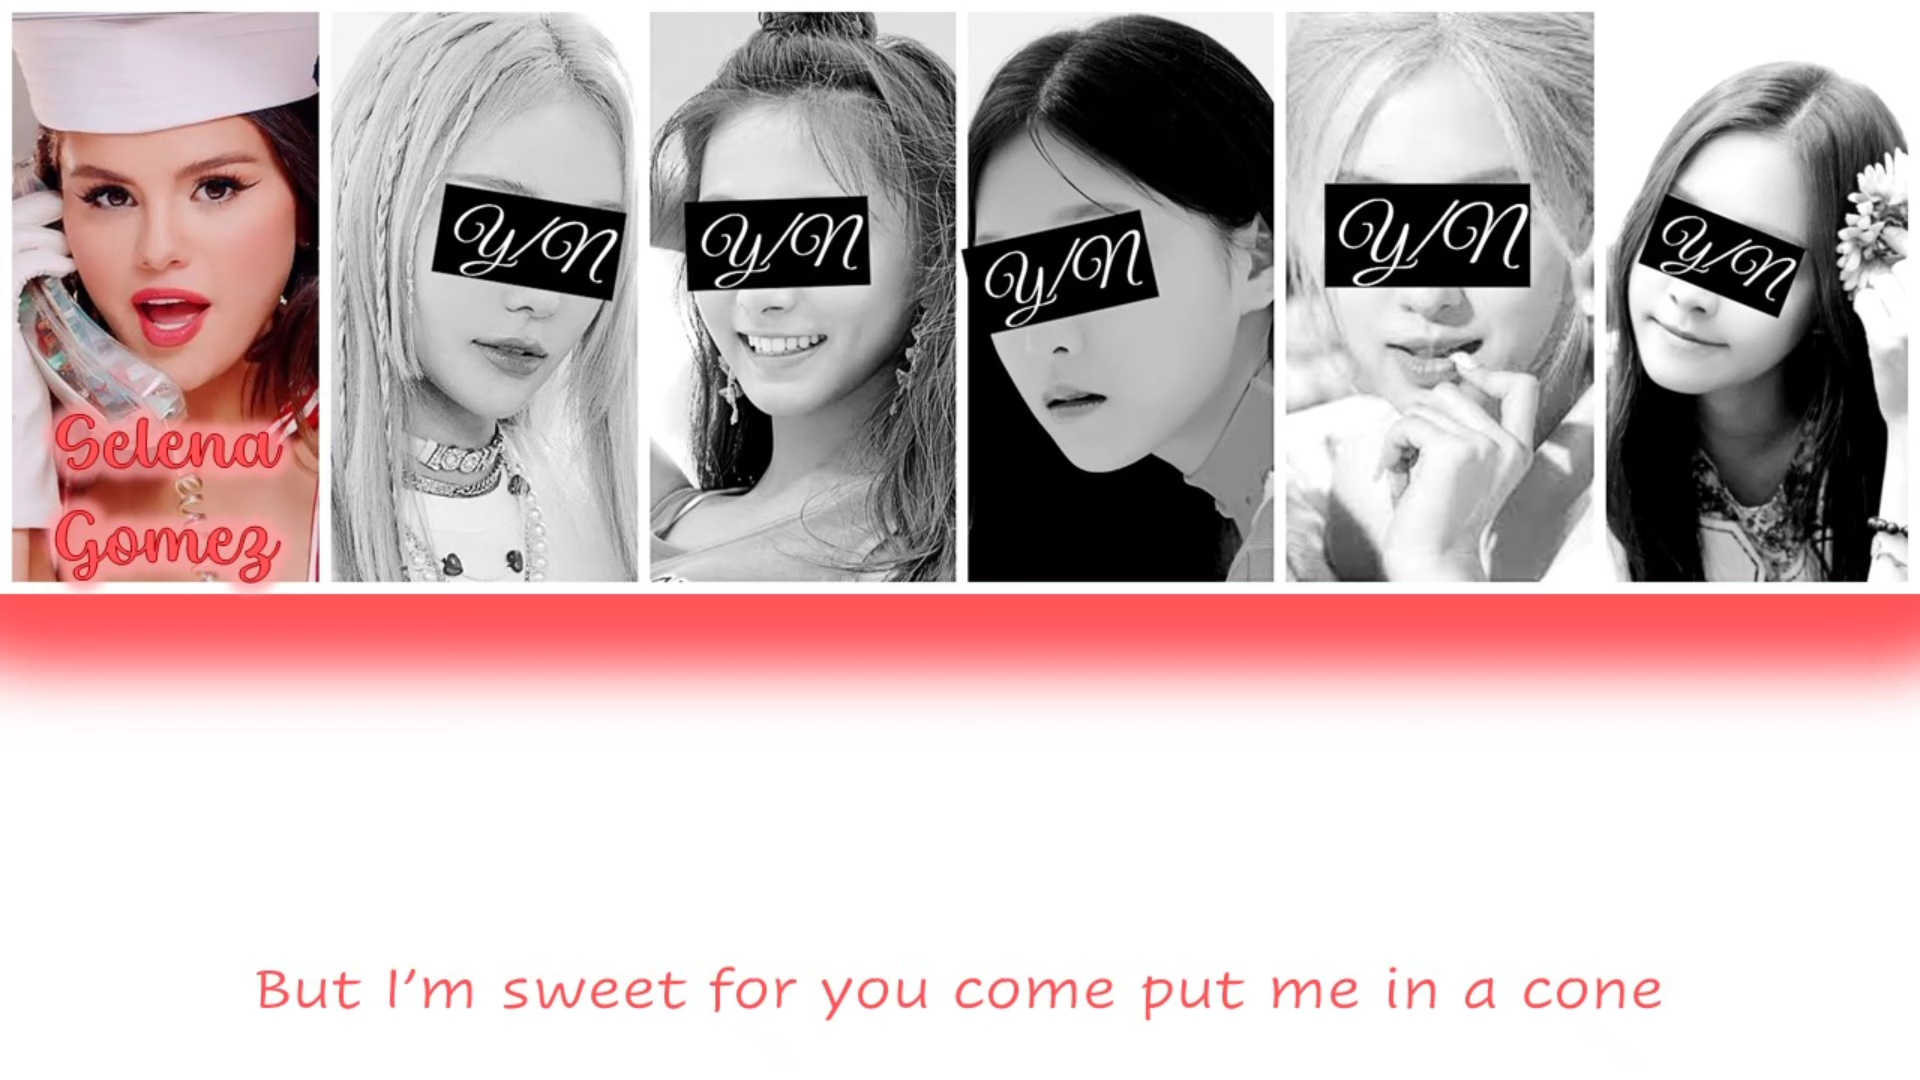 Y/N
Y/N
Y/N
Y/N
Y/N
Selena
Gomez
But I'm sweet for you come put me in a cone